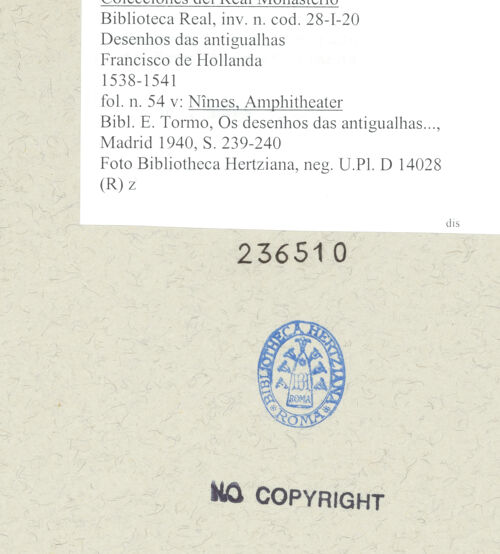 Colecciones del Real Monasterio
Biblioteca Real, inv. n. cod. 28-I-20
Desenhos das antigualhas
Francisco de Hollanda
1538-1541
fol. n. 54 v: Nîmes, Amphitheater
Bibl. E. Tormo, Os desenhos das antigualhas...,
Madrid 1940, S. 239-240
Foto Bibliotheca Hertziana, neg. U.Pl. D 14028
(R) z
dis
236510
BIBLIOTHECA HERTZIANA
ROMA
ROMA
NO COPYRIGHT